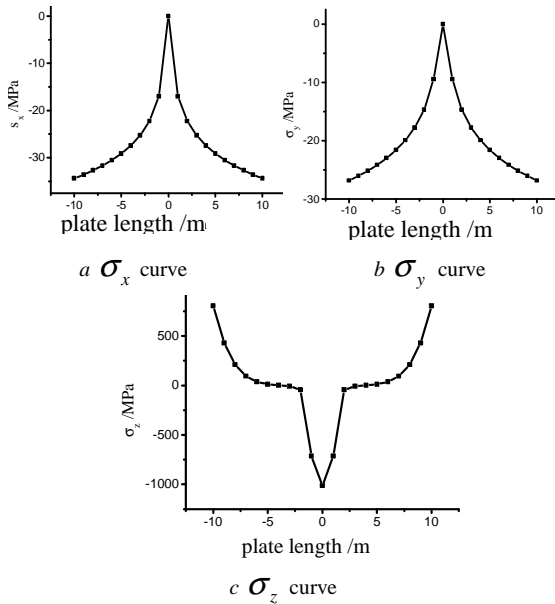 0
-10
-20
-30
s_x /MPa
-10 -5 0 5 10
plate length /m
a σ_x curve
0
-10
-20
-30
σ_y /MPa
-10 -5 0 5 10
plate length /m
b σ_y curve
500
0
-500
-1000
σ_z /MPa
-10 -5 0 5 10
plate length /m
c σ_z curve